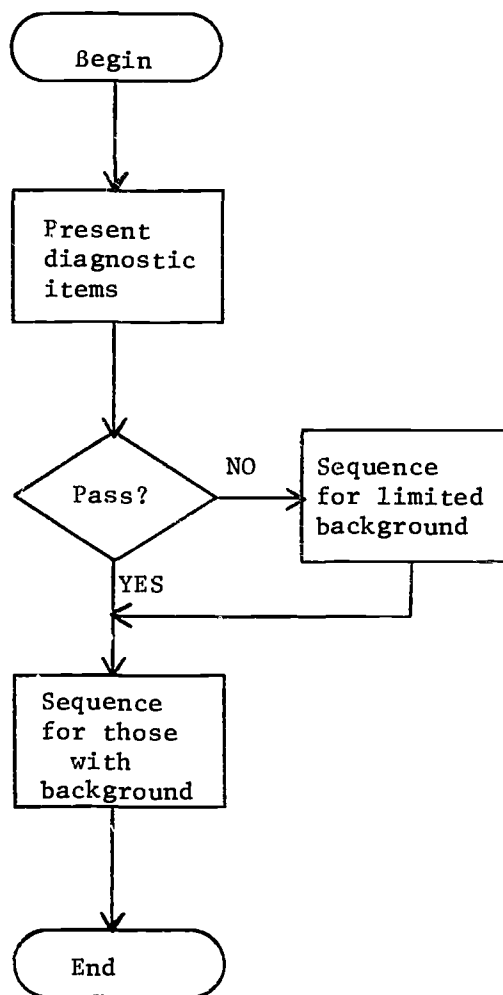 Begin
Present
diagnostic
items
Pass?
NO
Sequence
for limited
background
YES
Sequence
for those
with
background
End